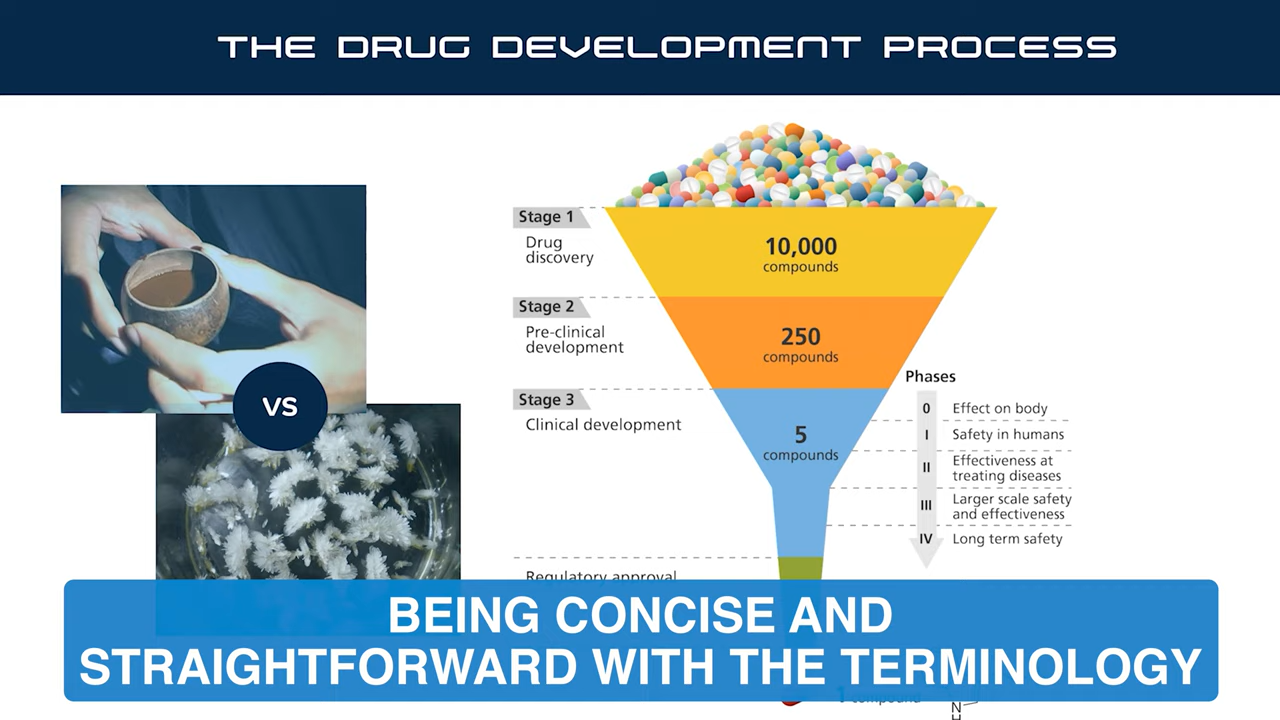 THE DRUG DEVELOPMENT PROCESS
VS
Stage 1
Drug
discovery
10,000
compounds
Stage 2
Pre-clinical
development
250
compounds
Stage 3
Clinical development
5
compounds
Phases
0 Effect on body
I Safety in humans
II Effectiveness at
treating diseases
III Larger scale safety
and effectiveness
IV Long term safety
Regulatory approval
BEING CONCISE AND
STRAIGHTFORWARD WITH THE TERMINOLOGY
1 compound
N
H